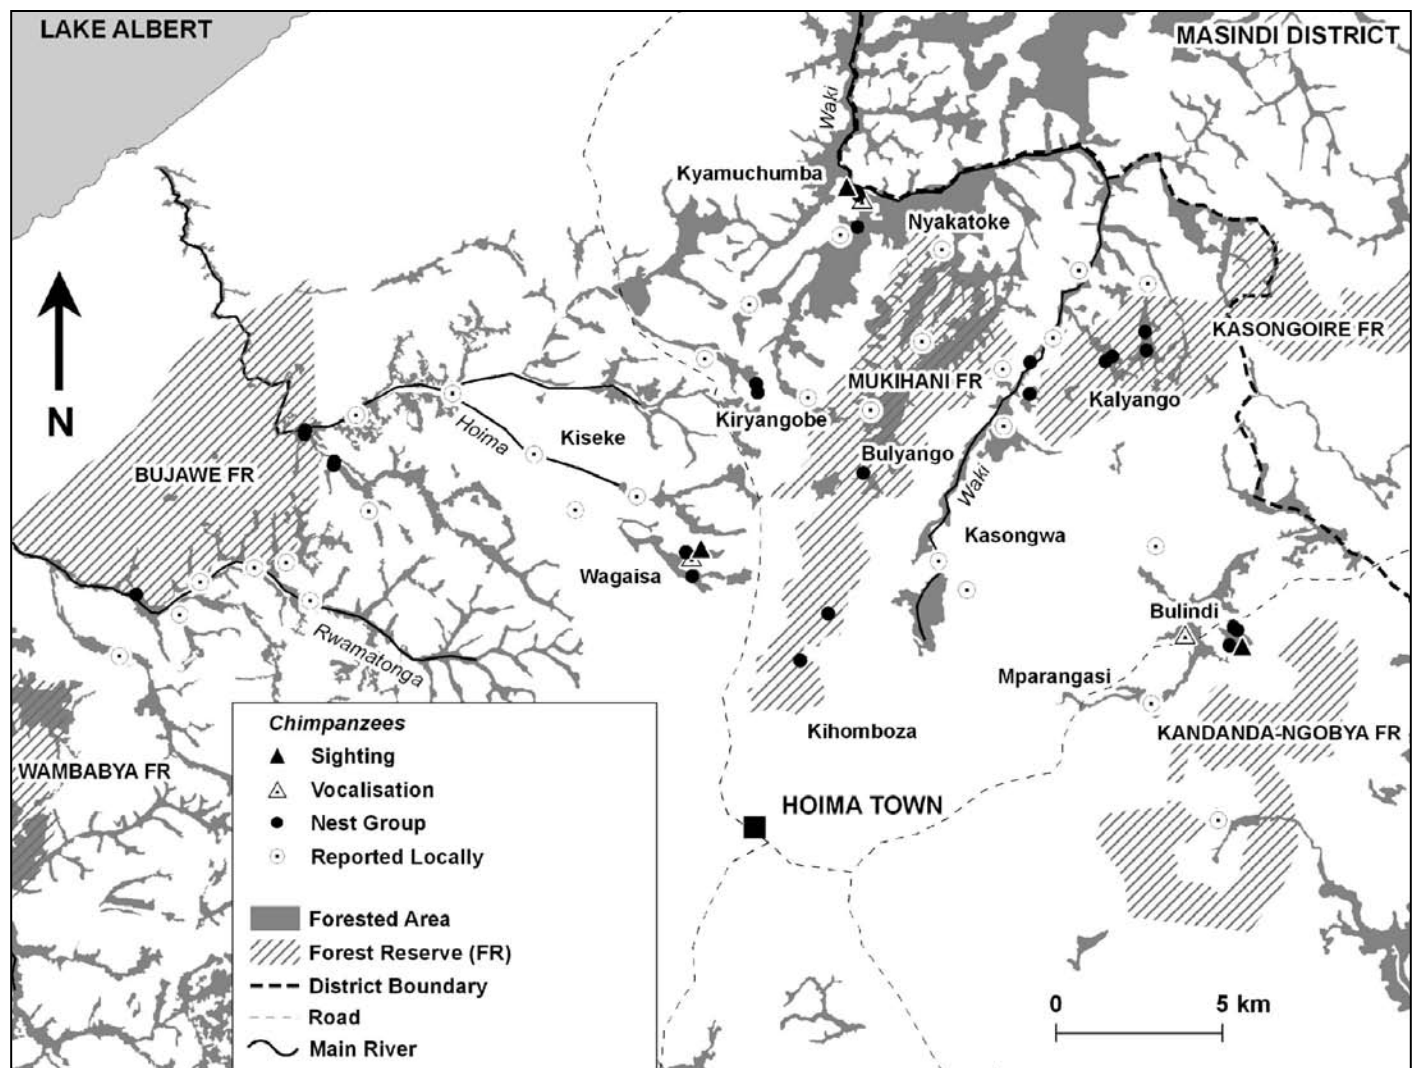 LAKE ALBERT
MASINDI DISTRICT
Waki
Kyamuchumba
Nyakatoke
KASONGOIRE FR
N
MUKIHANI FR
Kalyango
Kiryangobe
Hoima
Kiseke
Bulyango
BUJAWE FR
Waki
Kasongwa
Wagaisa
Bulindi
Rwamatonga
Mparangasi
Kihomboza
KANDANDA-NGOBYA FR
WAMBABYA FR
HOIMA TOWN
Chimpanzees
Sighting
Vocalisation
Nest Group
Reported Locally
Forested Area
Forest Reserve (FR)
District Boundary
Road
Main River
0 5 km